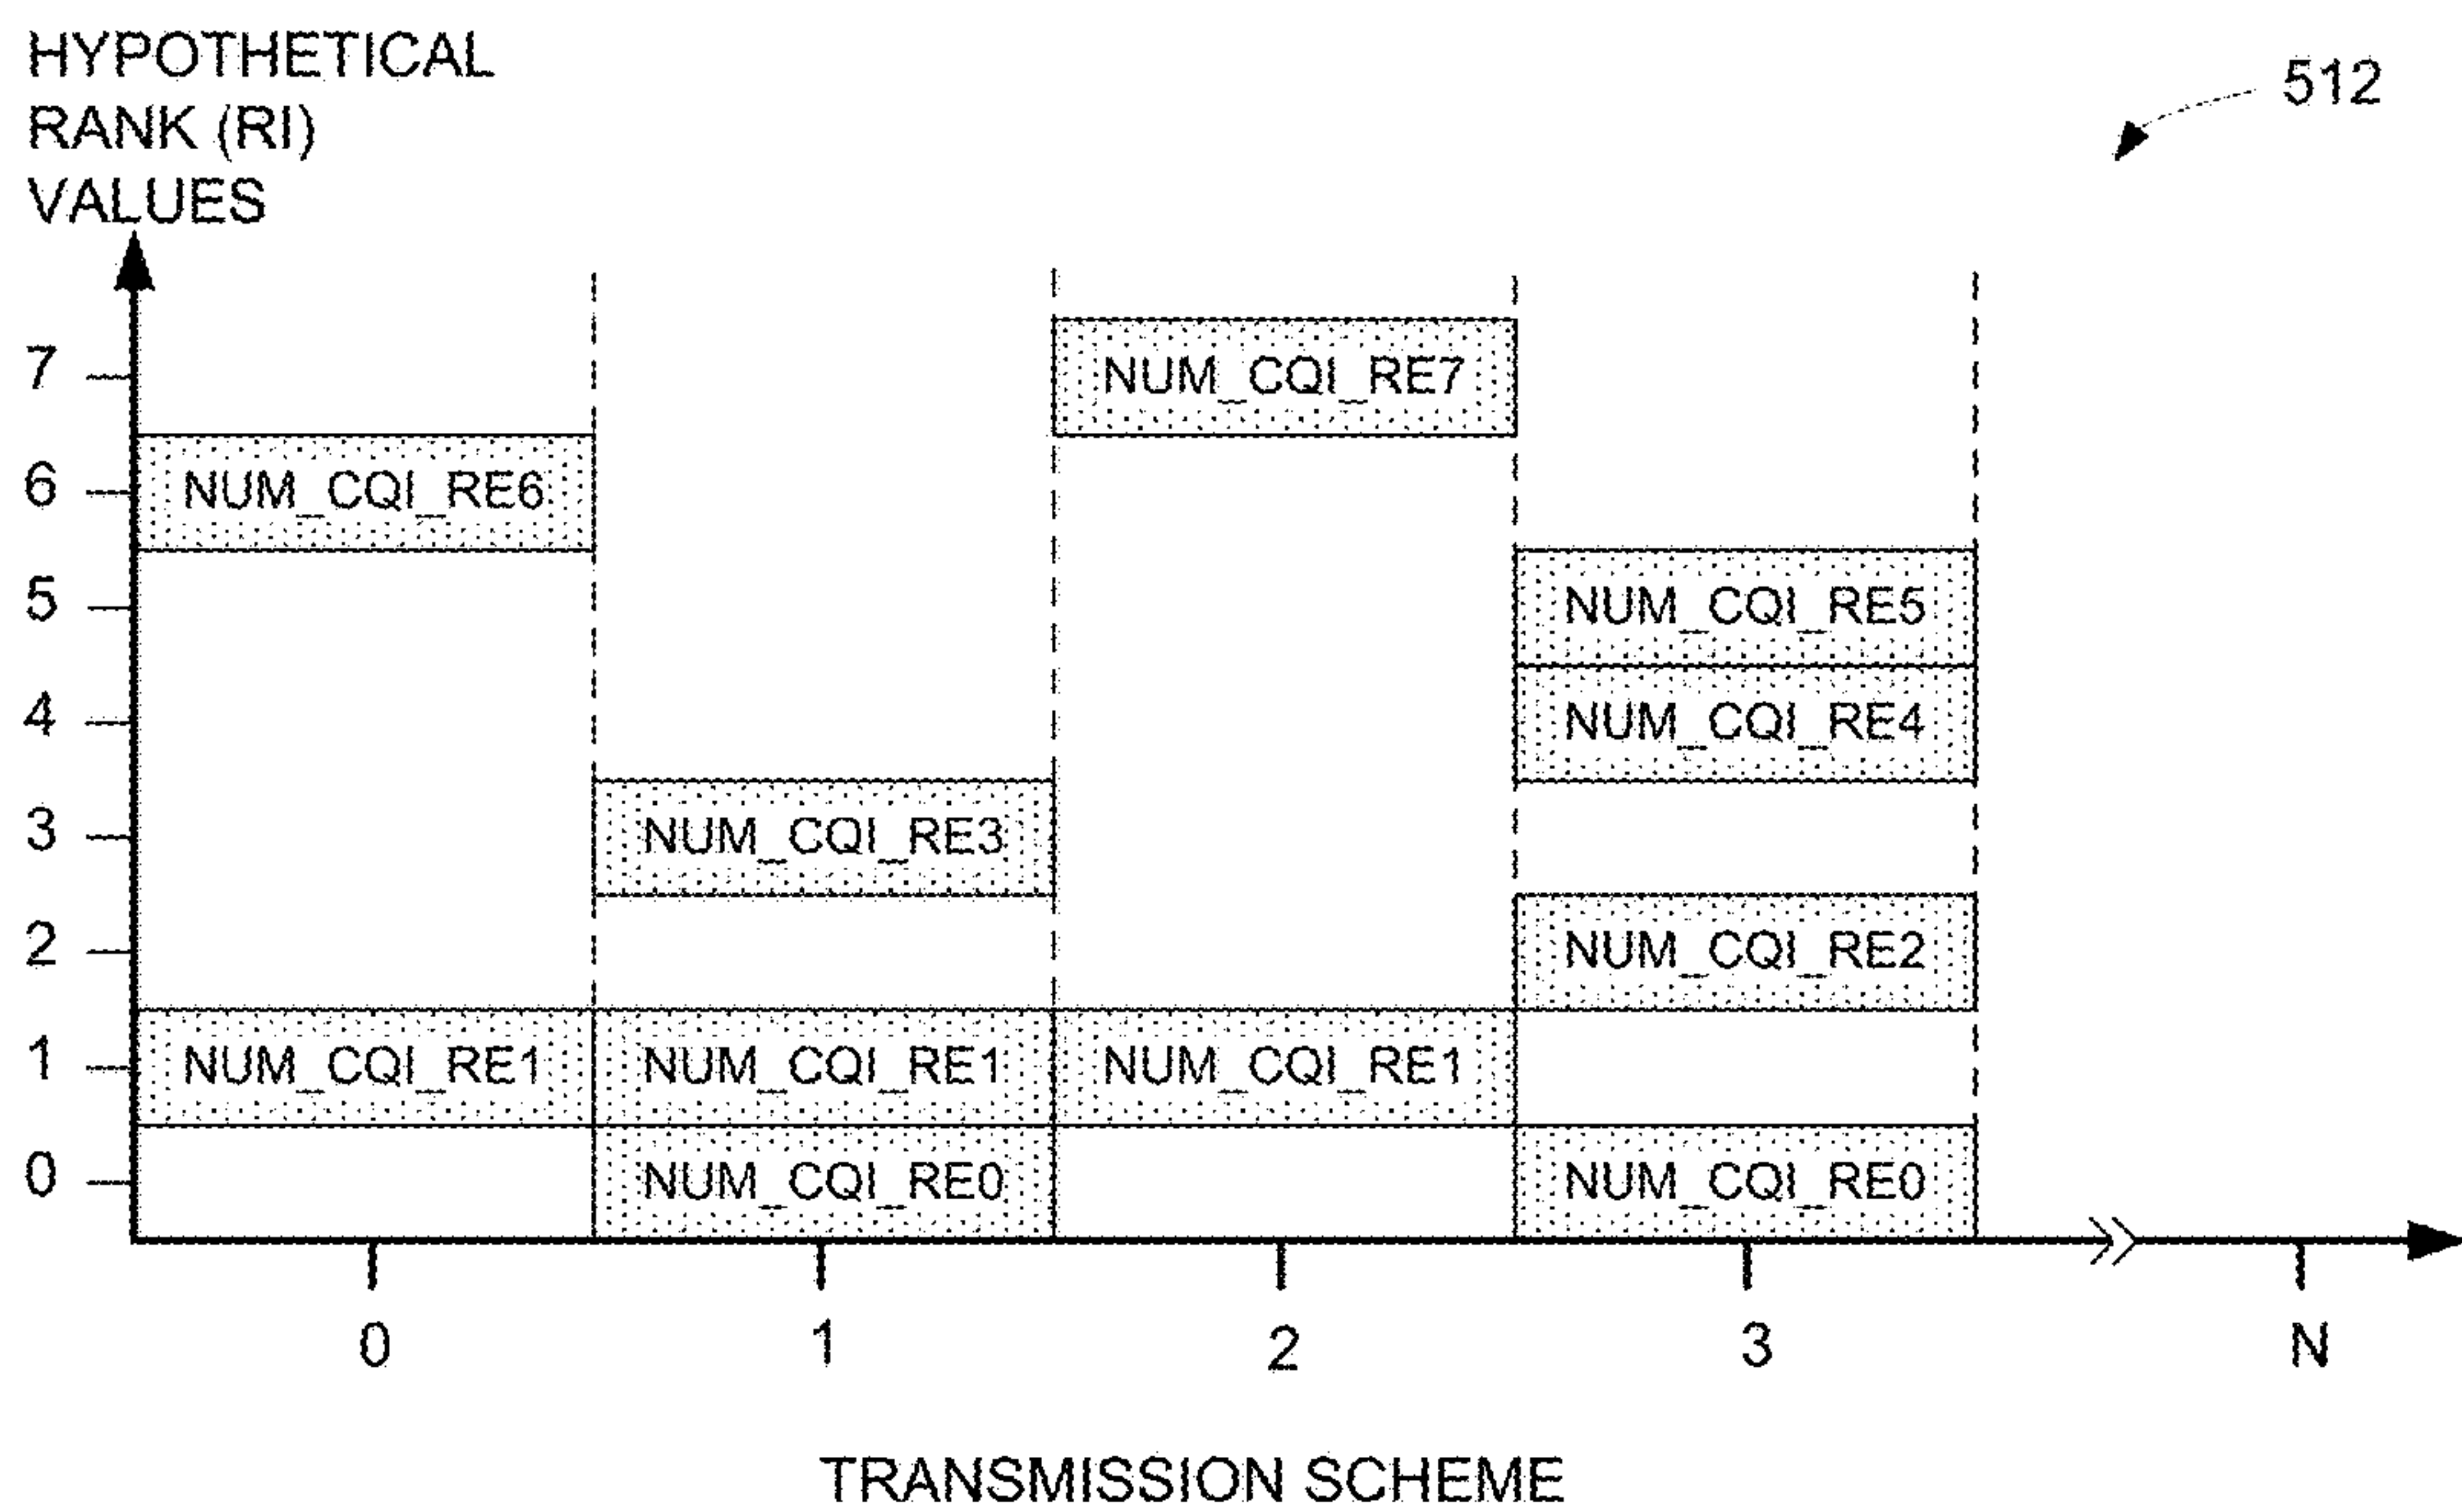 HYPOTHETICAL
RANK (RI)
VALUES
512
7
NUM_CQI_RE7
6
NUM_CQI_RE6
5
NUM_CQI_RE5
4
NUM_CQI_RE4
3
NUM_CQI_RE3
2
NUM_CQI_RE2
1
NUM_CQI_RE1
NUM_CQI_RE1
NUM_CQI_RE1
0
NUM_CQI_RE0
NUM_CQI_RE0
0
1
2
3
N
TRANSMISSION SCHEME